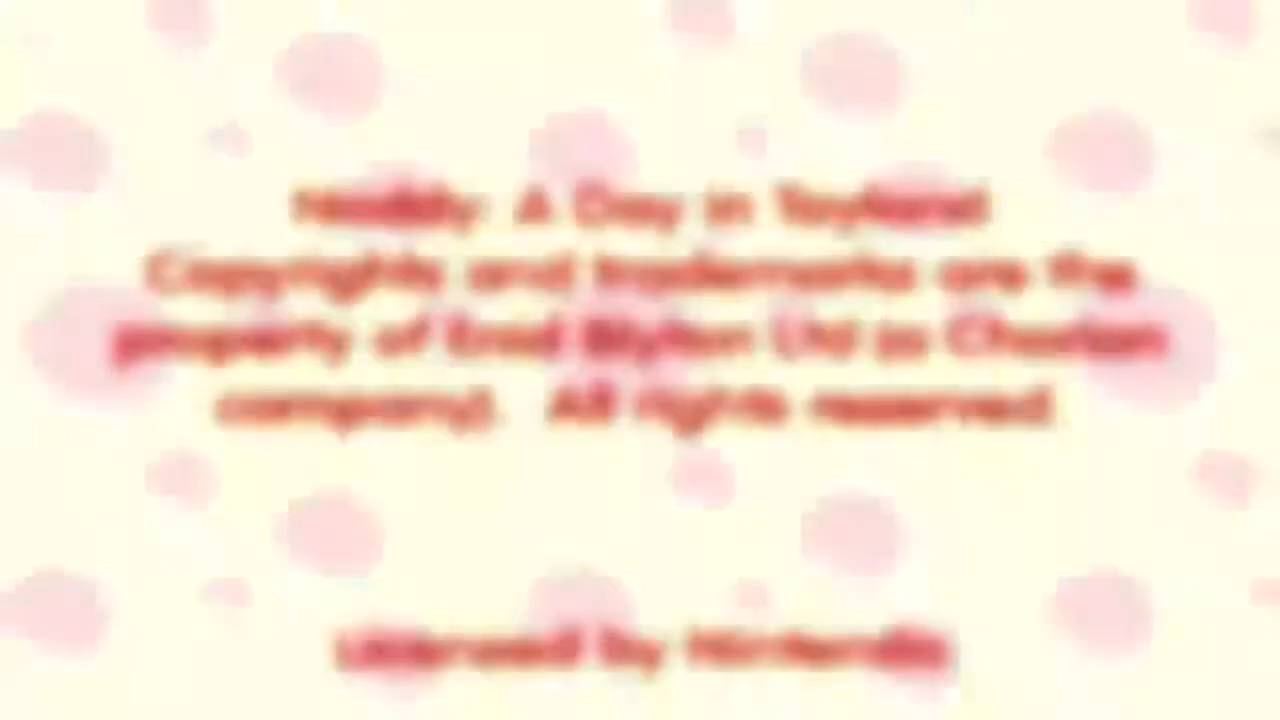 Noddy: A Day in Toyland
Copyrights and trademarks are the
property of Enid Blyton Ltd (a Chorion
company). All rights reserved.
Licensed by Nintendo